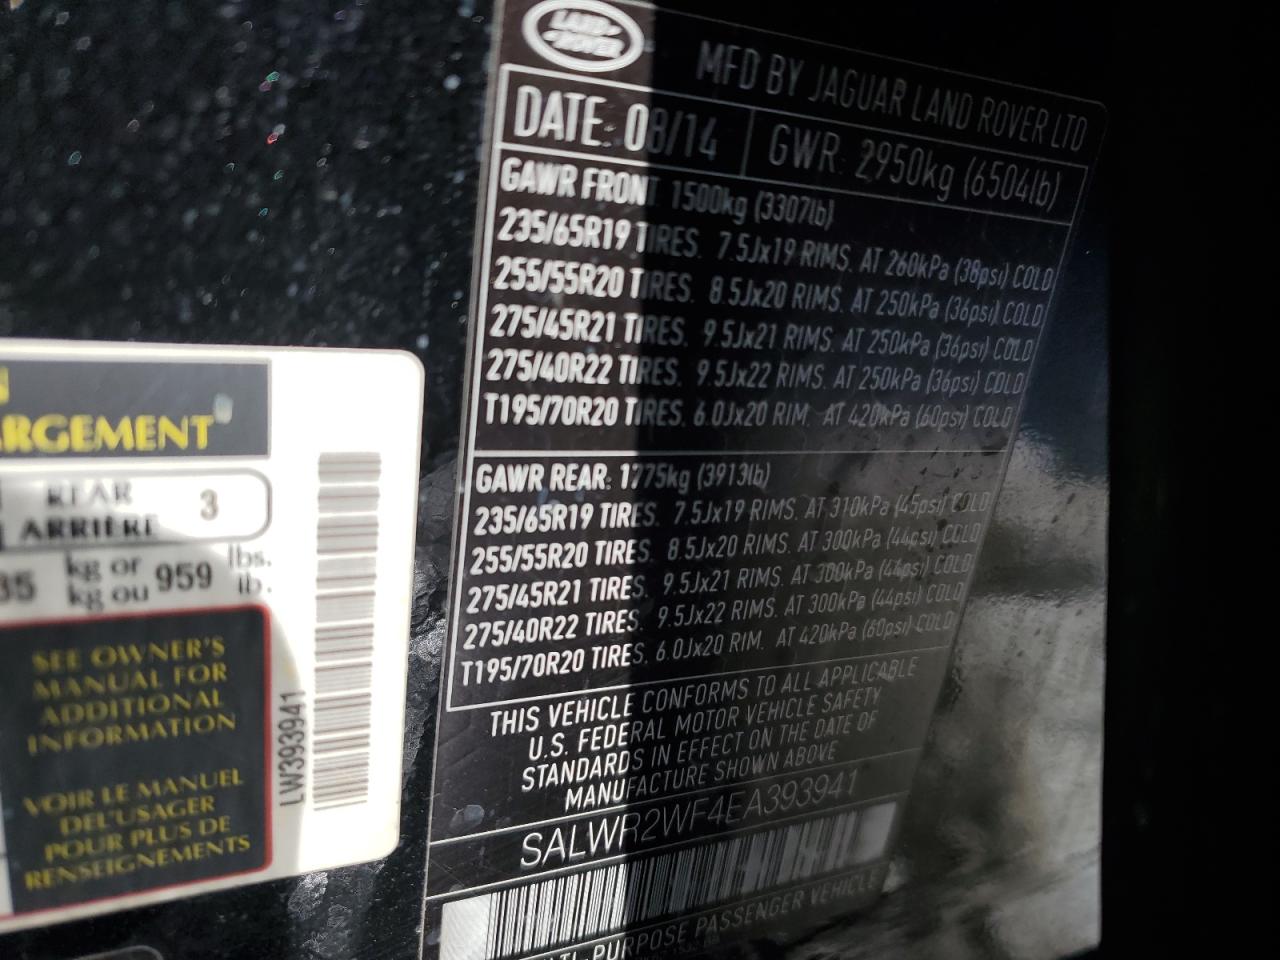 LAND-
-ROVER
MFD BY JAGUAR LAND ROVER LTD
DATE: 08/14
GWR: 2950kg (6504lb)
GAWR FRONT 1500kg (3307lb)
235/65R19 TIRES. 7.5Jx19 RIMS. AT 260kPa (38psi) COLD
255/55R20 TIRES. 8.5Jx20 RIMS. AT 250kPa (36psi) COLD
275/45R21 TIRES. 9.5Jx21 RIMS. AT 250kPa (36psi) COLD
275/40R22 TIRES. 9.5Jx22 RIMS. AT 250kPa (36psi) COLD
T195/70R20 TIRES. 6.0Jx20 RIM. AT 420kPa (60psi) COLD
GAWR REAR: 1775kg (3913lb)
235/65R19 TIRES. 7.5Jx19 RIMS. AT 310kPa (45psi) COLD
255/55R20 TIRES. 8.5Jx20 RIMS. AT 300kPa (44psi) COLD
275/45R21 TIRES. 9.5Jx21 RIMS. AT 300kPa (44psi) COLD
275/40R22 TIRES. 9.5Jx22 RIMS. AT 300kPa (44psi) COLD
T195/70R20 TIRES. 6.0Jx20 RIM. AT 420kPa (60psi) COLD
THIS VEHICLE CONFORMS TO ALL APPLICABLE
U.S. FEDERAL MOTOR VEHICLE SAFETY
STANDARDS IN EFFECT ON THE DATE OF
MANUFACTURE SHOWN ABOVE
SALWR2WF4EA393941
PURPOSE PASSENGER VEHICLE
ARGEMENT
REAR 3
ARRIÈRE
35 kg or 959 lbs.
kg ou lb.
SEE OWNER'S
MANUAL FOR
ADDITIONAL
INFORMATION
VOIR LE MANUEL
DEL'USAGER
POUR PLUS DE
RENSEIGNEMENTS
LW393941